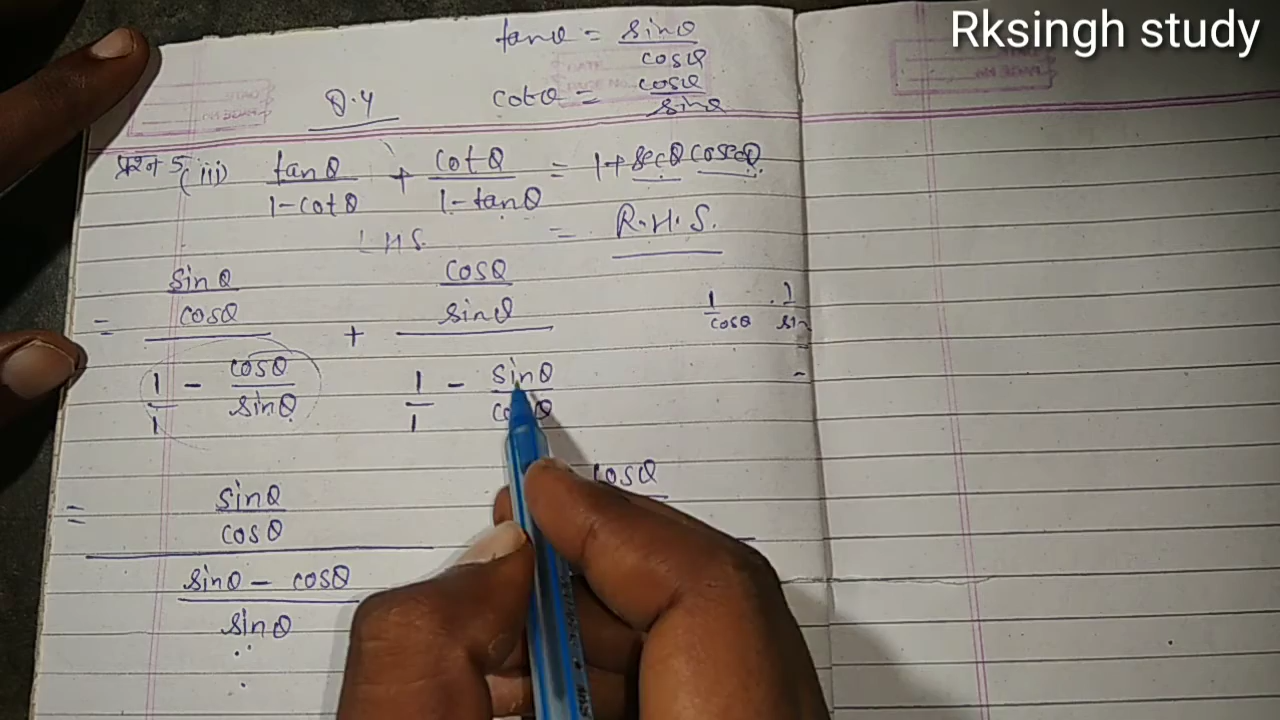 Rksingh study
tanθ = sinθ
cosθ
cotθ = cosθ
sinθ
Q.4
प्रश्न 5 (iii) tanθ + cotθ = 1+ secθ cosecθ
1-cotθ 1-tanθ
LHS = R.H.S.
sinθ cosθ
= cosθ + sinθ
1 - cosθ 1 - sinθ
1 sinθ 1
1 . 1
cosθ sin
= sinθ cosθ
cosθ
sinθ - cosθ
sinθ